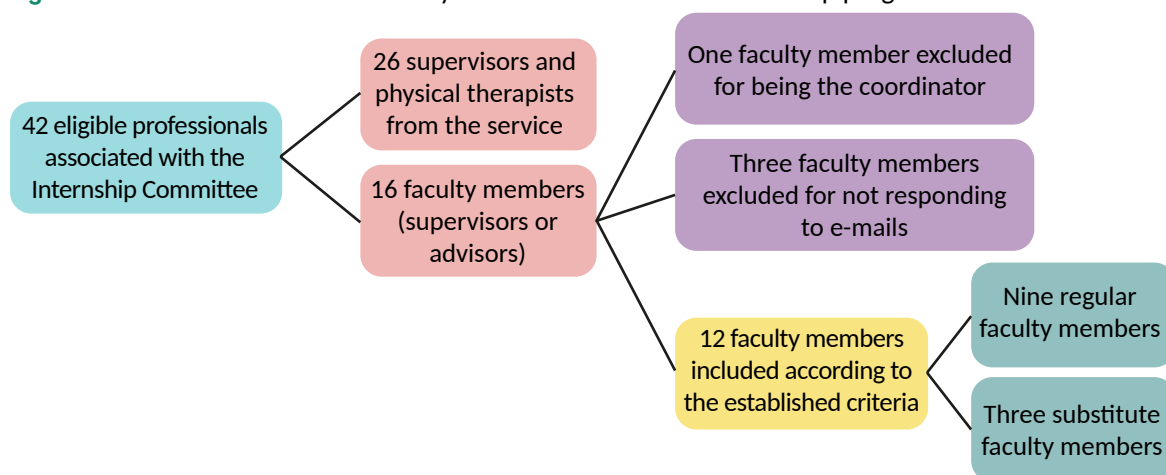 42 eligible professionals
associated with the
Internship Committee
26 supervisors and
physical therapists
from the service
16 faculty members
(supervisors or
advisors)
One faculty member excluded
for being the coordinator
Three faculty members
excluded for not responding
to e-mails
12 faculty members
included according to
the established criteria
Nine regular
faculty members
Three substitute
faculty members